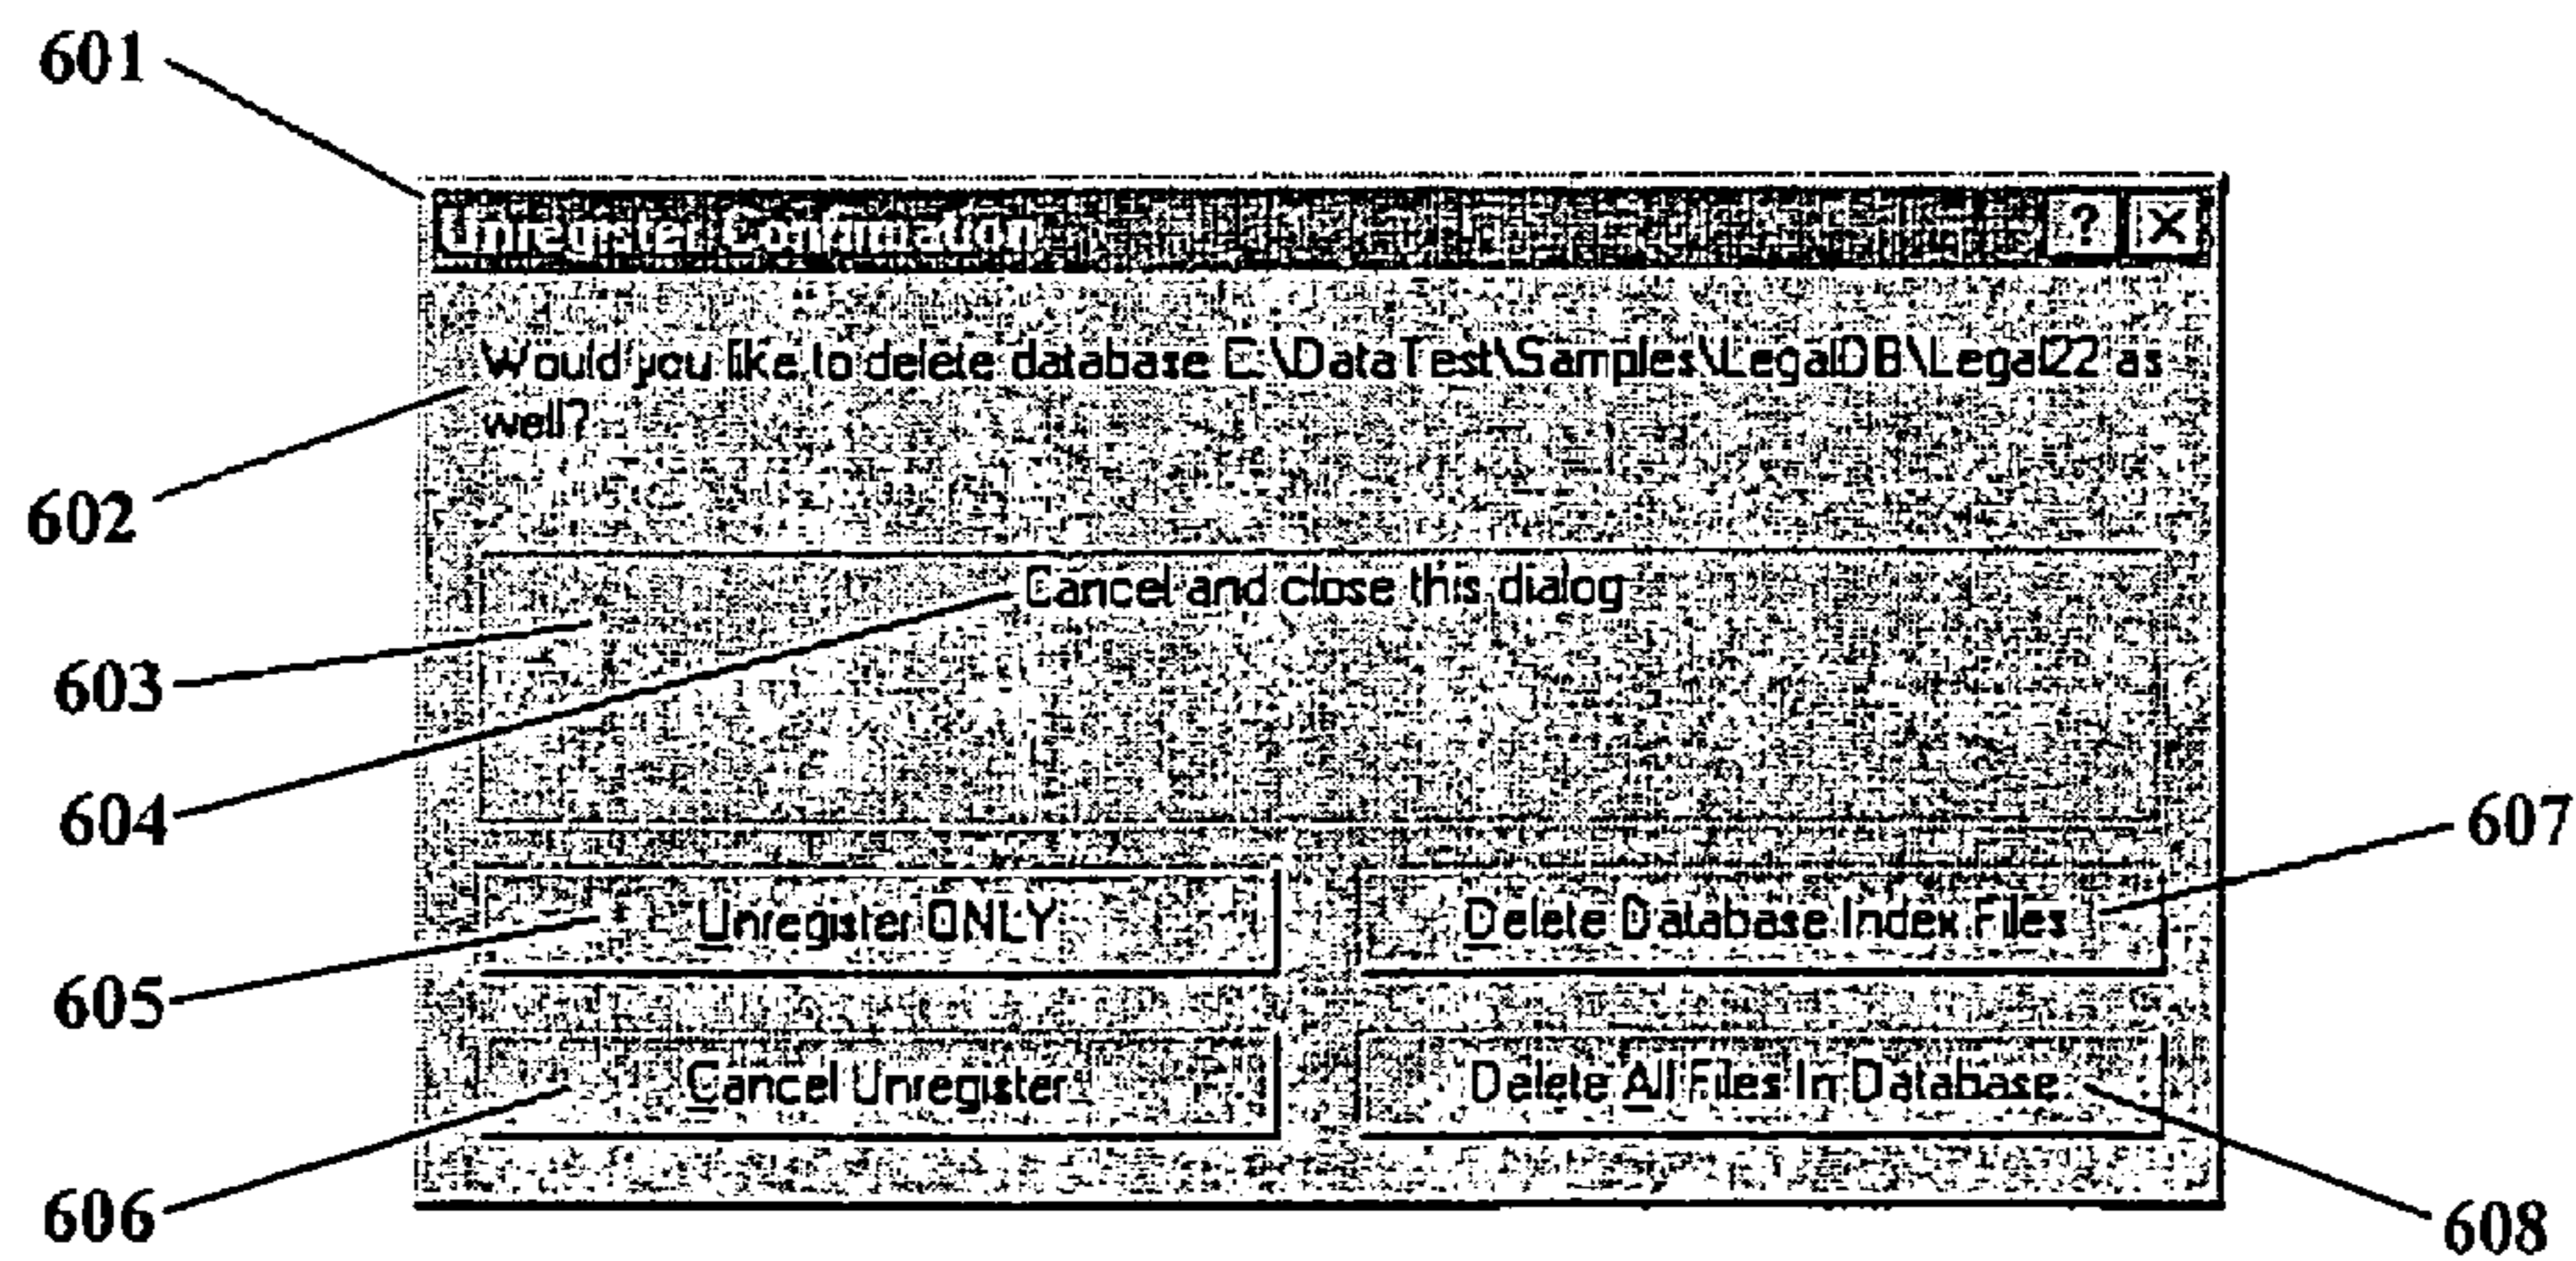 601
Unregister Confirmation ? X
Would you like to delete database E:\DataTest\Samples\LegalDB\Legal22 as
well?
602
Cancel and close this dialog
603
604
607
Unregister ONLY Delete Database Index Files
605
Cancel Unregister Delete All Files In Database
606
608